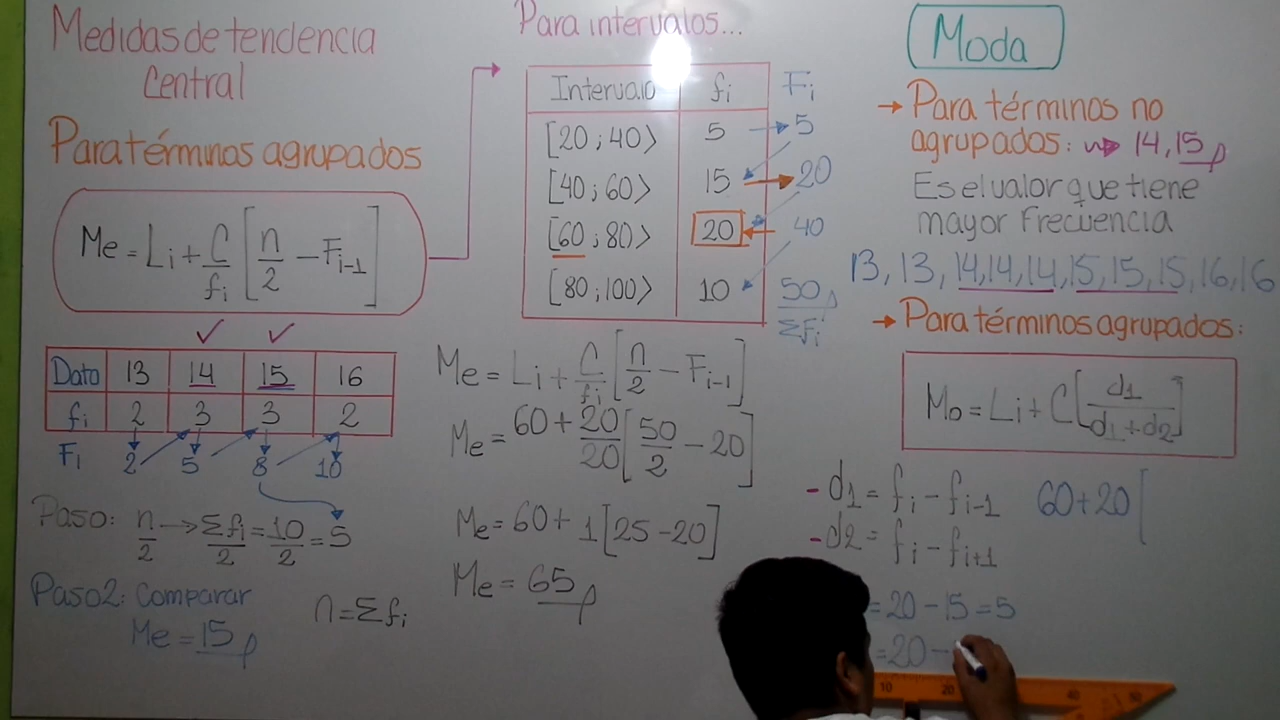 Medidas de tendencia
Central
Para términos agrupados
Me = Li + C/fi [n/2 - Fi-1]
Dato 13 14 15 16
fi 2 3 3 2
Fi 2 5 8 10
Paso: n/2 → Σfi/2 = 10/2 = 5
Paso2: Comparar
Me = 15
n = Σfi
Para intervalos...
Intervalo fi Fi
[20 ; 40⟩ 5 5
[40 ; 60⟩ 15 20
[60 ; 80⟩ 20 40
[80 ; 100⟩ 10 50
Σfi
Me = Li + C/fi [n/2 - Fi-1]
Me = 60 + 20/20 [50/2 - 20]
Me = 60 + 1[25 - 20]
Me = 65
Moda
→ Para términos no
agrupados: 14, 15
Es el valor que tiene
mayor Frecuencia
13, 13, 14, 14, 14, 15, 15, 15, 16, 16
→ Para términos agrupados:
Mo = Li + C[d1/d1+d2]
- d1 = fi - fi-1
- d2 = fi - fi+1
60 + 20[
= 20 - 15 = 5
= 20 -
10 20 40 50